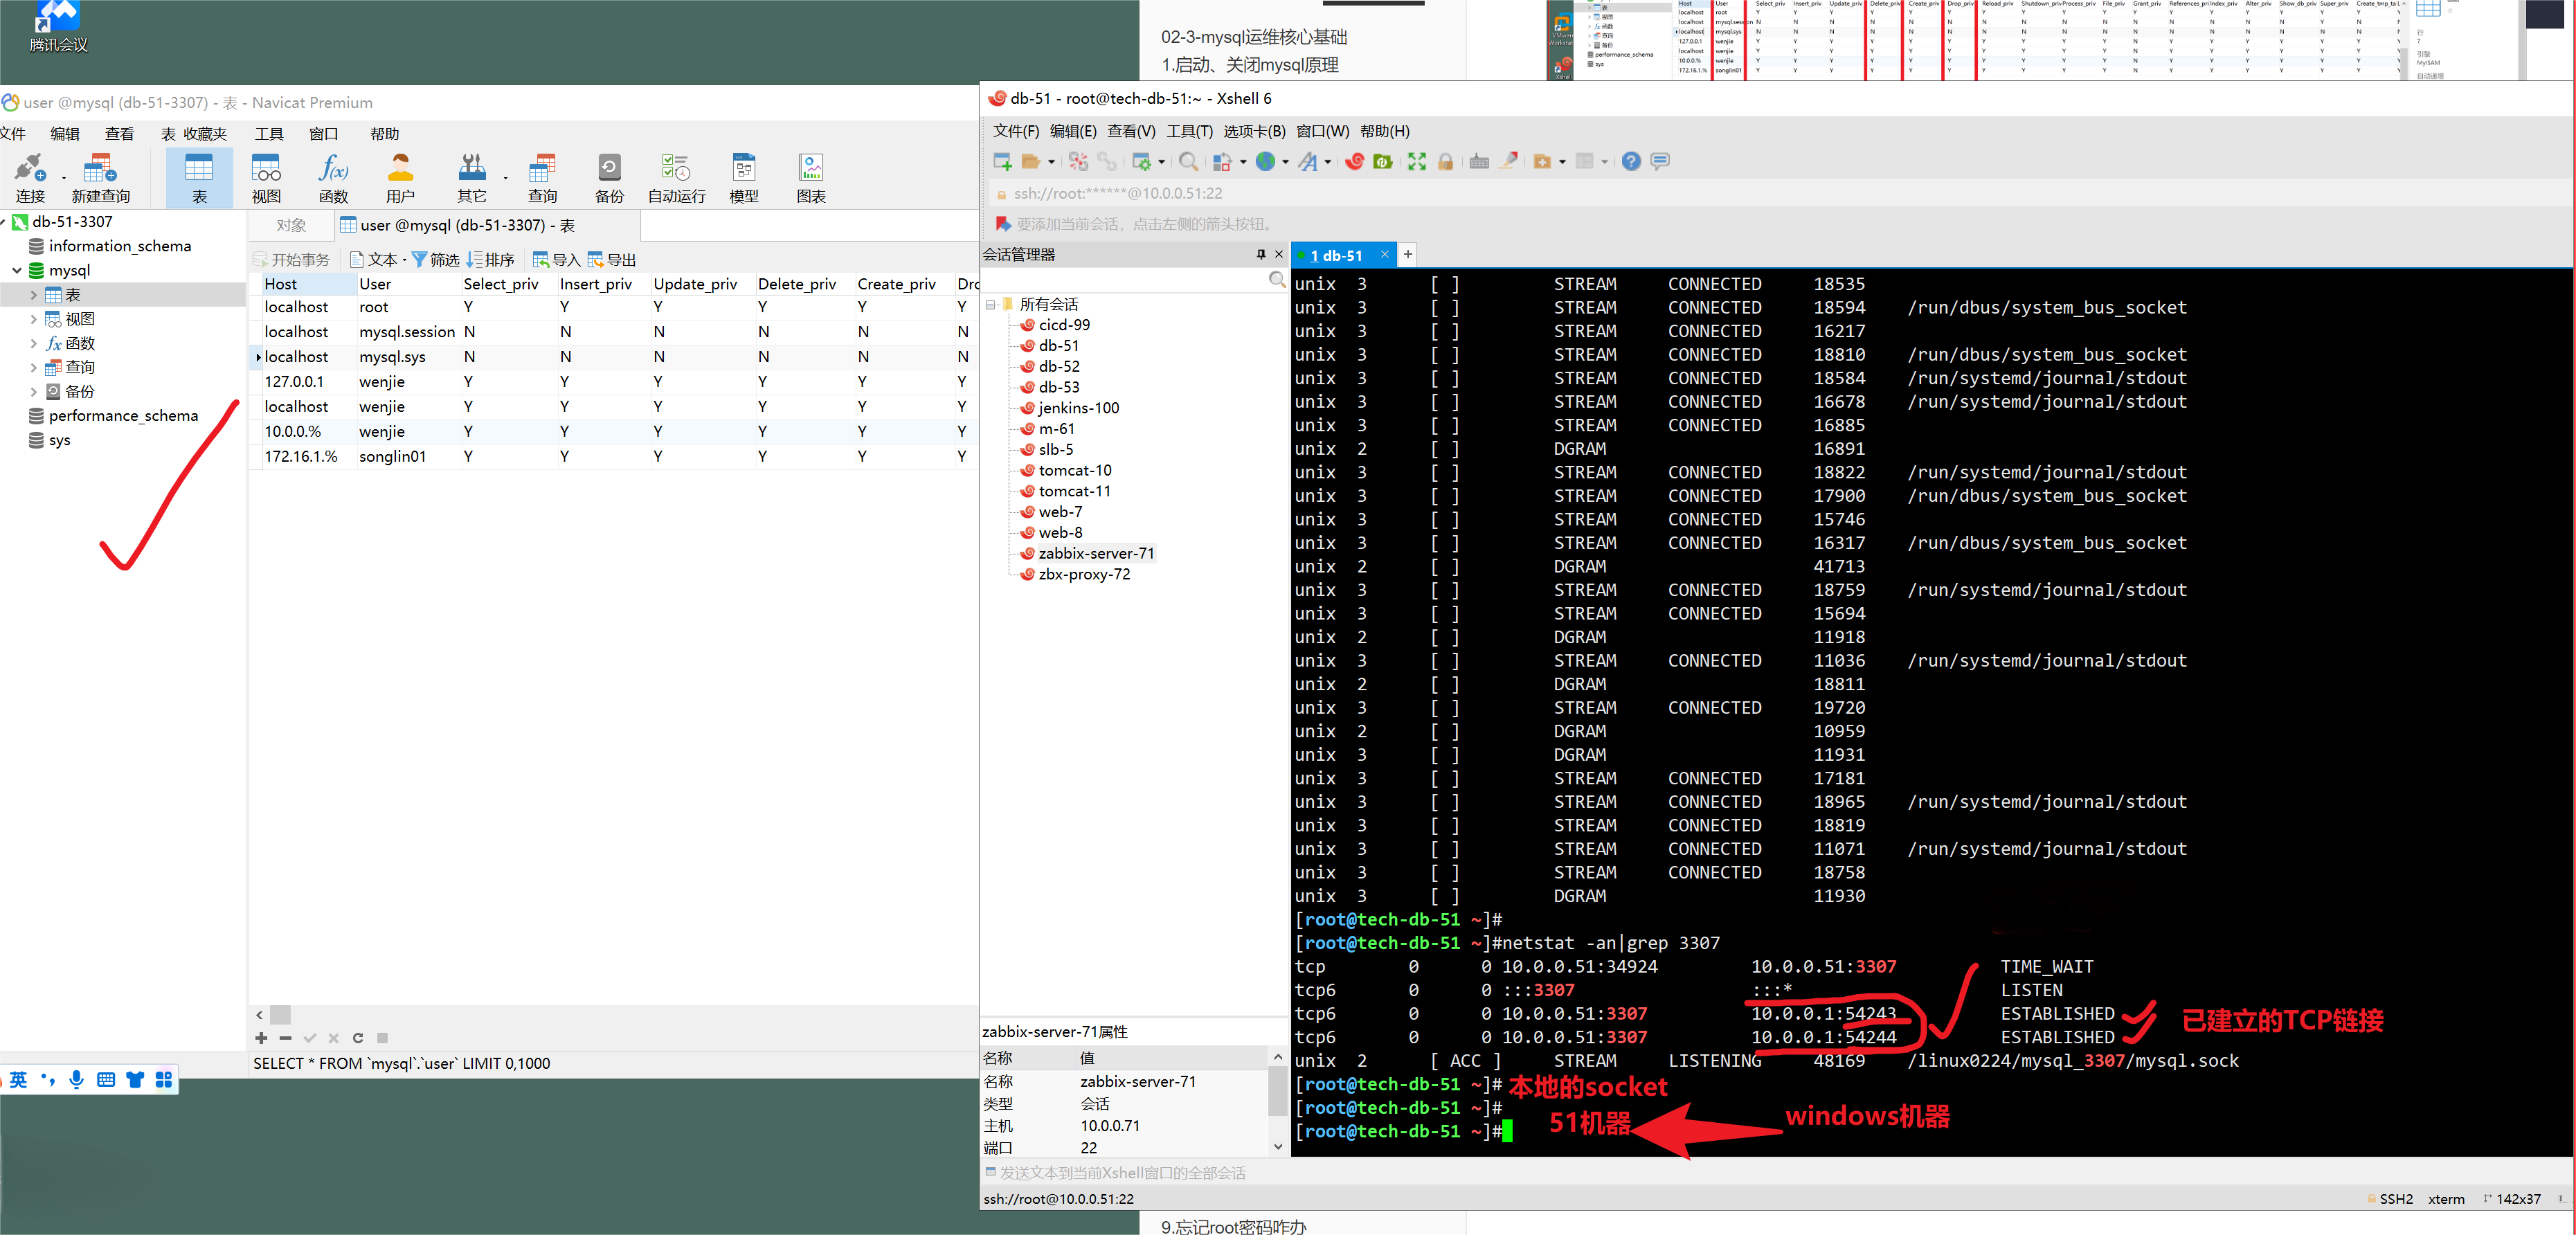 腾讯会议
02-3-mysql运维核心基础
1.启动、关闭mysql原理
user @mysql (db-51-3307) - 表 - Navicat Premium
文件 编辑 查看 表 收藏夹 工具 窗口 帮助
连接 新建查询 表 视图 函数 用户 其它 查询 备份 自动运行 模型 图表
db-51-3307
information_schema
mysql
表
视图
函数
查询
备份
performance_schema
sys
对象 user @mysql (db-51-3307) - 表
开始事务 文本 筛选 排序 导入 导出
Host User Select_priv Insert_priv Update_priv Delete_priv Create_priv Dro
localhost root Y Y Y Y Y Y
localhost mysql.session N N N N N N
localhost mysql.sys N N N N N N
127.0.0.1 wenjie Y Y Y Y Y Y
localhost wenjie Y Y Y Y Y Y
10.0.0.% wenjie Y Y Y Y Y Y
172.16.1.% songlin01 Y Y Y Y Y Y
SELECT * FROM `mysql`.`user` LIMIT 0,1000
英
db-51 - root@tech-db-51:~ - Xshell 6
文件(F) 编辑(E) 查看(V) 工具(T) 选项卡(B) 窗口(W) 帮助(H)
ssh://root:******@10.0.0.51:22
要添加当前会话，点击左侧的箭头按钮。
会话管理器
所有会话
cicd-99
db-51
db-52
db-53
jenkins-100
m-61
slb-5
tomcat-10
tomcat-11
web-7
web-8
zabbix-server-71
zbx-proxy-72
zabbix-server-71属性
名称 值
名称 zabbix-server-71
类型 会话
主机 10.0.0.71
端口 22
1 db-51
unix 3 [ ] STREAM CONNECTED 18535
unix 3 [ ] STREAM CONNECTED 18594 /run/dbus/system_bus_socket
unix 3 [ ] STREAM CONNECTED 16217
unix 3 [ ] STREAM CONNECTED 18810 /run/dbus/system_bus_socket
unix 3 [ ] STREAM CONNECTED 18584 /run/systemd/journal/stdout
unix 3 [ ] STREAM CONNECTED 16678 /run/systemd/journal/stdout
unix 3 [ ] STREAM CONNECTED 16885
unix 2 [ ] DGRAM 16891
unix 3 [ ] STREAM CONNECTED 18822 /run/systemd/journal/stdout
unix 3 [ ] STREAM CONNECTED 17900 /run/dbus/system_bus_socket
unix 3 [ ] STREAM CONNECTED 15746
unix 3 [ ] STREAM CONNECTED 16317 /run/dbus/system_bus_socket
unix 2 [ ] DGRAM 41713
unix 3 [ ] STREAM CONNECTED 18759 /run/systemd/journal/stdout
unix 3 [ ] STREAM CONNECTED 15694
unix 2 [ ] DGRAM 11918
unix 3 [ ] STREAM CONNECTED 11036 /run/systemd/journal/stdout
unix 2 [ ] DGRAM 18811
unix 3 [ ] STREAM CONNECTED 19720
unix 2 [ ] DGRAM 10959
unix 3 [ ] DGRAM 11931
unix 3 [ ] STREAM CONNECTED 17181
unix 3 [ ] STREAM CONNECTED 18965 /run/systemd/journal/stdout
unix 3 [ ] STREAM CONNECTED 18819
unix 3 [ ] STREAM CONNECTED 11071 /run/systemd/journal/stdout
unix 3 [ ] STREAM CONNECTED 18758
unix 3 [ ] DGRAM 11930
[root@tech-db-51 ~]#
[root@tech-db-51 ~]#netstat -an|grep 3307
tcp 0 0 10.0.0.51:34924 10.0.0.51:3307 TIME_WAIT
tcp6 0 0 :::3307 :::* LISTEN
tcp6 0 0 10.0.0.51:3307 10.0.0.1:54243 ESTABLISHED
tcp6 0 0 10.0.0.51:3307 10.0.0.1:54244 ESTABLISHED
已建立的TCP链接
unix 2 [ ACC ] STREAM LISTENING 48169 /linux0224/mysql_3307/mysql.sock
[root@tech-db-51 ~]# 本地的socket
[root@tech-db-51 ~]#
51机器 windows机器
[root@tech-db-51 ~]#
发送文本到当前Xshell窗口的全部会话
ssh://root@10.0.0.51:22 SSH2 xterm 142x37
9.忘记root密码咋办